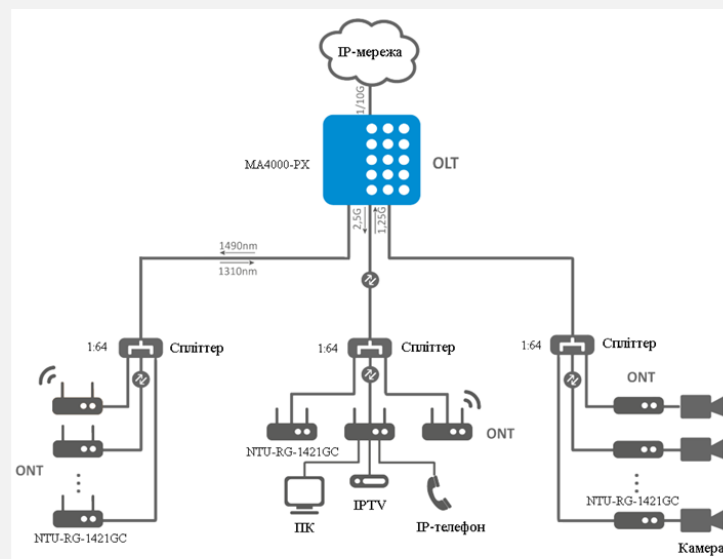 IP-мережа
1/10G
MA4000-PX
OLT
2,5G
1,25G
1490nm
1310nm
1:64
Спліттер
1:64
Спліттер
1:64
Спліттер
ONT
NTU-RG-1421GC
ONT
ONT
NTU-RG-1421GC
NTU-RG-1421GC
ПК
IPTV
IP-телефон
Камера